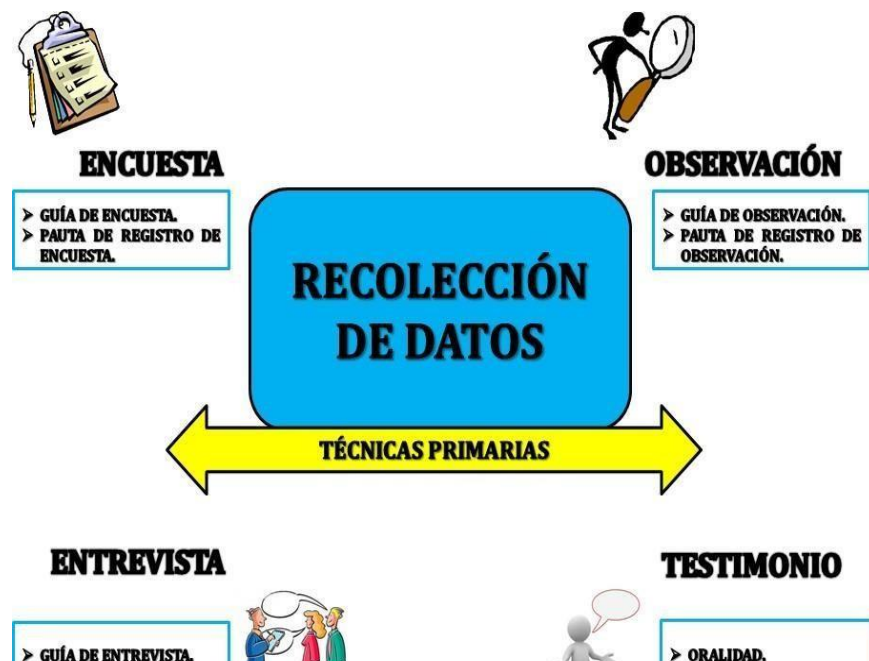 ENCUESTA
➢ GUÍA DE ENCUESTA.
➢ PAUTA DE REGISTRO DE
ENCUESTA.
OBSERVACIÓN
➢ GUÍA DE OBSERVACIÓN.
➢ PAUTA DE REGISTRO DE
OBSERVACIÓN.
RECOLECCIÓN
DE DATOS
TÉCNICAS PRIMARIAS
ENTREVISTA
➢ GUÍA DE ENTREVISTA.
TESTIMONIO
➢ ORALIDAD.